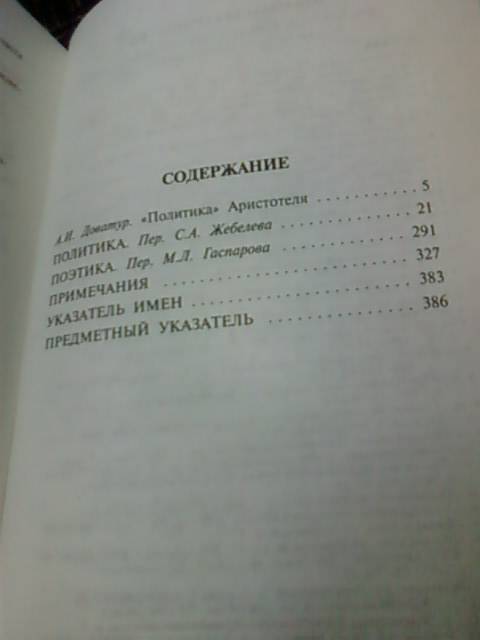 СОДЕРЖАНИЕ
А.И. Доватур. «Политика» Аристотеля . . . . . . . . . . . 5
ПОЛИТИКА. Пер. С.А. Жебелева . . . . . . . . . . . . . 21
ПОЭТИКА. Пер. М.Л. Гаспарова . . . . . . . . . . . . . 291
ПРИМЕЧАНИЯ . . . . . . . . . . . . . . . . . . . . . . . . 327
УКАЗАТЕЛЬ ИМЕН . . . . . . . . . . . . . . . . . . . . . 383
ПРЕДМЕТНЫЙ УКАЗАТЕЛЬ . . . . . . . . . . . . . . 386